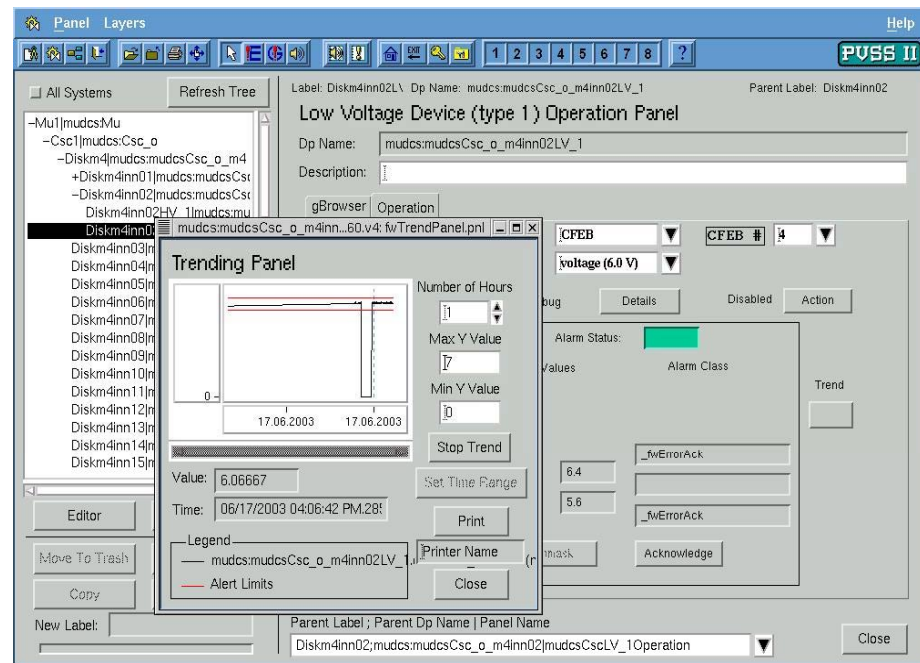 Panel Layers Help
1 2 3 4 5 6 7 8 ? PVSS II
All Systems Refresh Tree
Label: Diskm4inn02L\ Dp Name: mudcs:mudcsCsc_o_m4inn02LV_1 Parent Label: Diskm4inn02
Low Voltage Device (type 1) Operation Panel
Dp Name: mudcs:mudcsCsc_o_m4inn02LV_1
Description:
gBrowser Operation
-Mu1|mudcs:Mu
-Csc1|mudcs:Csc_o
-Diskm4|mudcs:mudcsCsc_o_m4
+Diskm4inn01|mudcs:mudcsCsc
-Diskm4inn02|mudcs:mudcsCsc
Diskm4inn02HV_1|mudcs:mu
Diskm4inn0
Diskm4inn03|m
Diskm4inn04|m
Diskm4inn05|m
Diskm4inn06|m
Diskm4inn07|m
Diskm4inn08|m
Diskm4inn09|m
Diskm4inn10|m
Diskm4inn11|m
Diskm4inn12|m
Diskm4inn13|m
Diskm4inn14|m
Diskm4inn15|m
Editor
Move To Trash
Copy
New Label:
mudcs:mudcsCsc_o_m4inn...60.v4: fwTrendPanel.pnl
Trending Panel
0
17.06.2003 17.06.2003
Number of Hours
1
Max Y Value
7
Min Y Value
0
Stop Trend
Set Time Range
Print
Printer Name
Close
Value: 6.06667
Time: 06/17/2003 04:06:42 PM.28
Legend
mudcs:mudcsCsc_o_m4inn02LV_1.
Alert Limits
CFEB CFEB # 4
voltage (6.0 V)
bug Details Disabled Action
Alarm Status:
Values Alarm Class
Trend
6.4 _fwErrorAck
5.6
_fwErrorAck
mask Acknowledge
Parent Label ; Parent Dp Name | Panel Name
Diskm4inn02;mudcs:mudcsCsc_o_m4inn02|mudcsCscLV_1Operation
Close